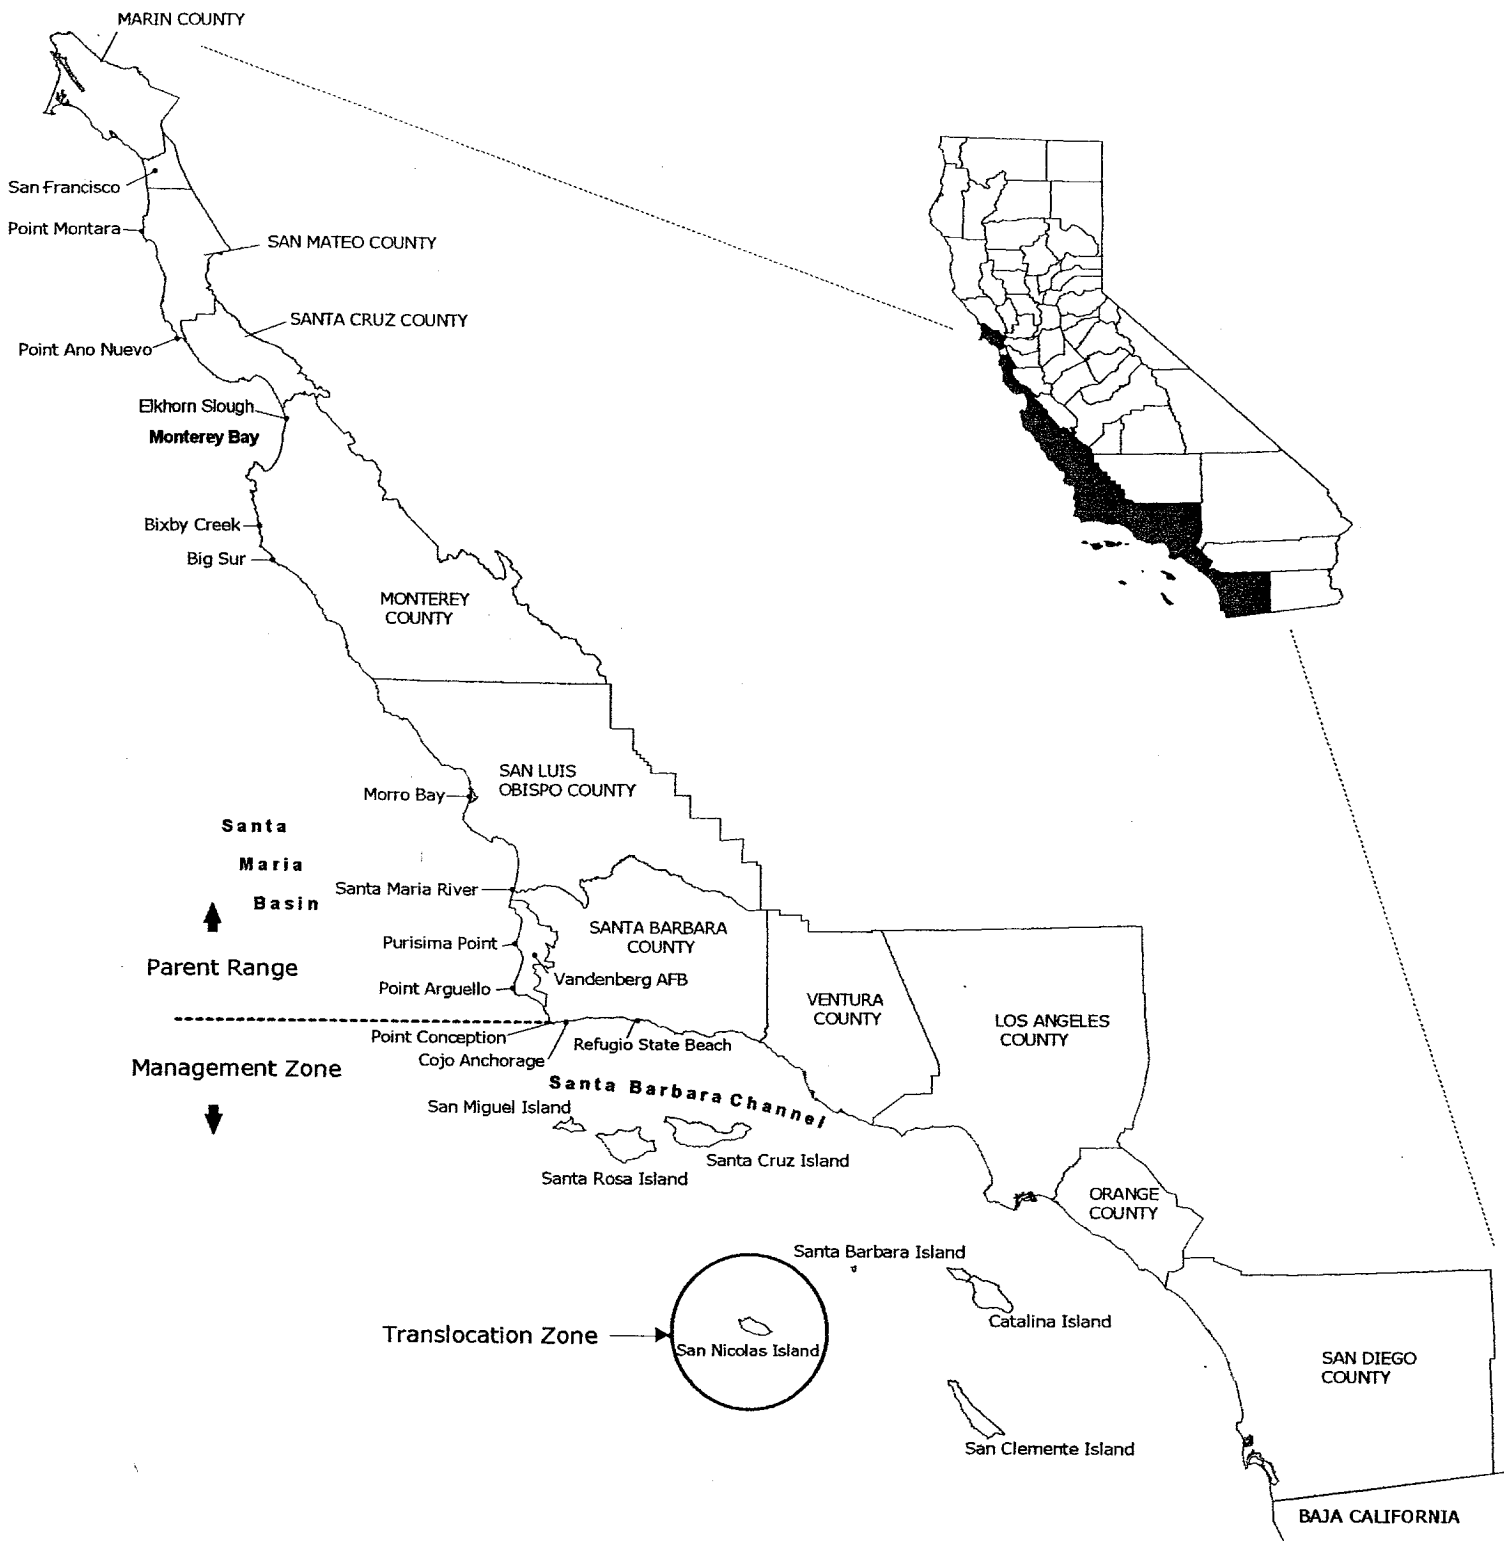 MARIN COUNTY
San Francisco
Point Montara
SAN MATEO COUNTY
SANTA CRUZ COUNTY
Point Ano Nuevo
Elkhorn Slough
Monterey Bay
Bixby Creek
Big Sur
MONTEREY
COUNTY
SAN LUIS
OBISPO COUNTY
Morro Bay
Santa
Maria
Basin
Santa Maria River
SANTA BARBARA
COUNTY
Purisima Point
Parent Range
Vandenberg AFB
Point Arguello
VENTURA
COUNTY
LOS ANGELES
COUNTY
Point Conception
Refugio State Beach
Cojo Anchorage
Management Zone
Santa Barbara Channel
San Miguel Island
Santa Cruz Island
Santa Rosa Island
ORANGE
COUNTY
Santa Barbara Island
Catalina Island
Translocation Zone
San Nicolas Island
SAN DIEGO
COUNTY
San Clemente Island
BAJA CALIFORNIA